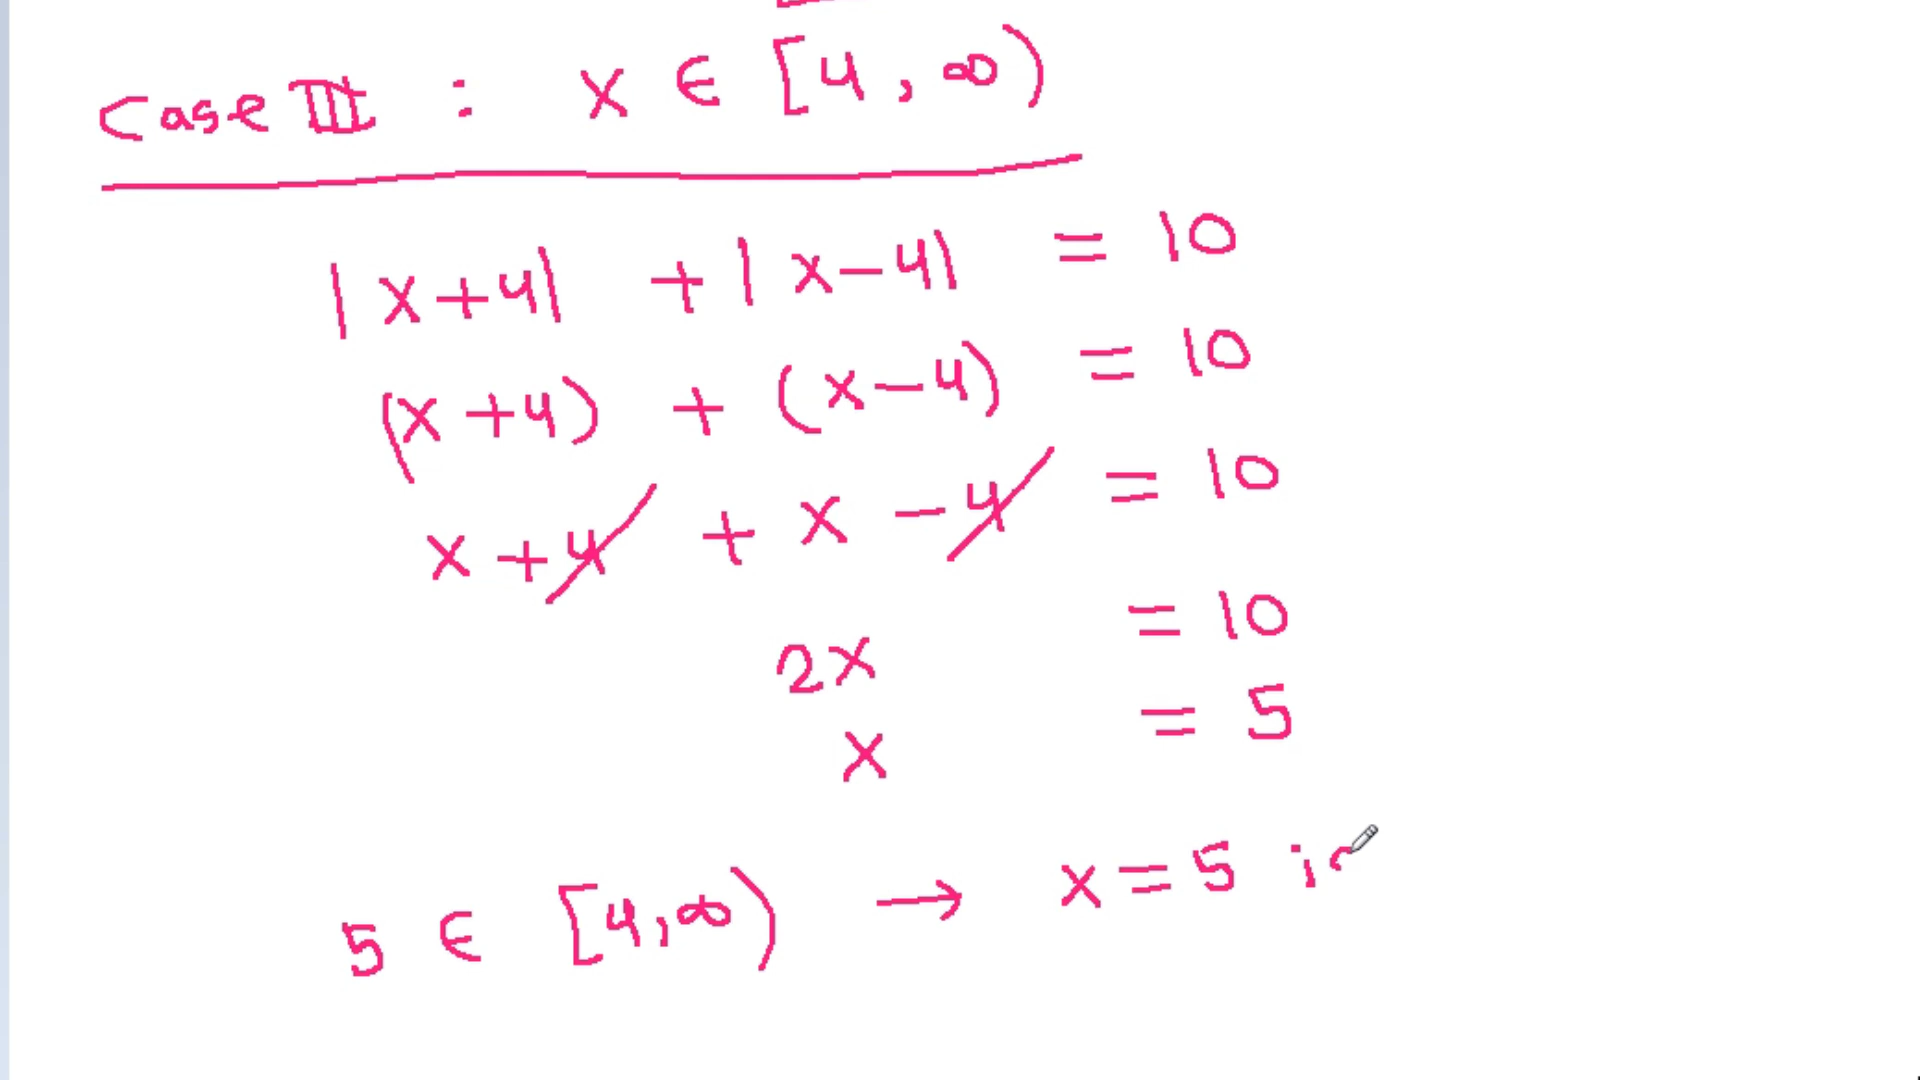 Case III : x ∈ [4, ∞)
|x+4| + |x-4| = 10
(x+4) + (x-4) = 10
x+4 + x-4 = 10
2x = 10
x = 5
5 ∈ [4,∞) → x=5 i